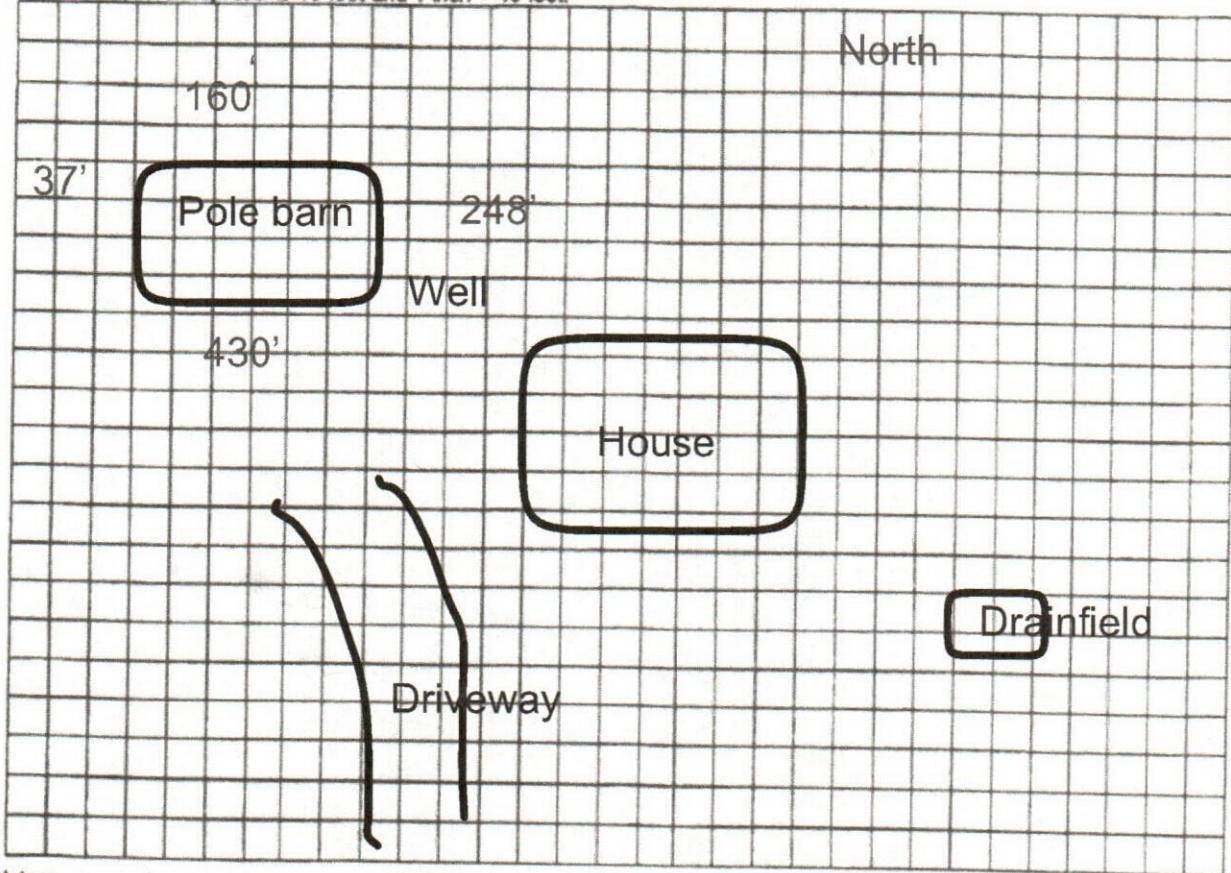 North
160'
37'
Pole barn
248'
Well
430'
House
Drainfield
Driveway